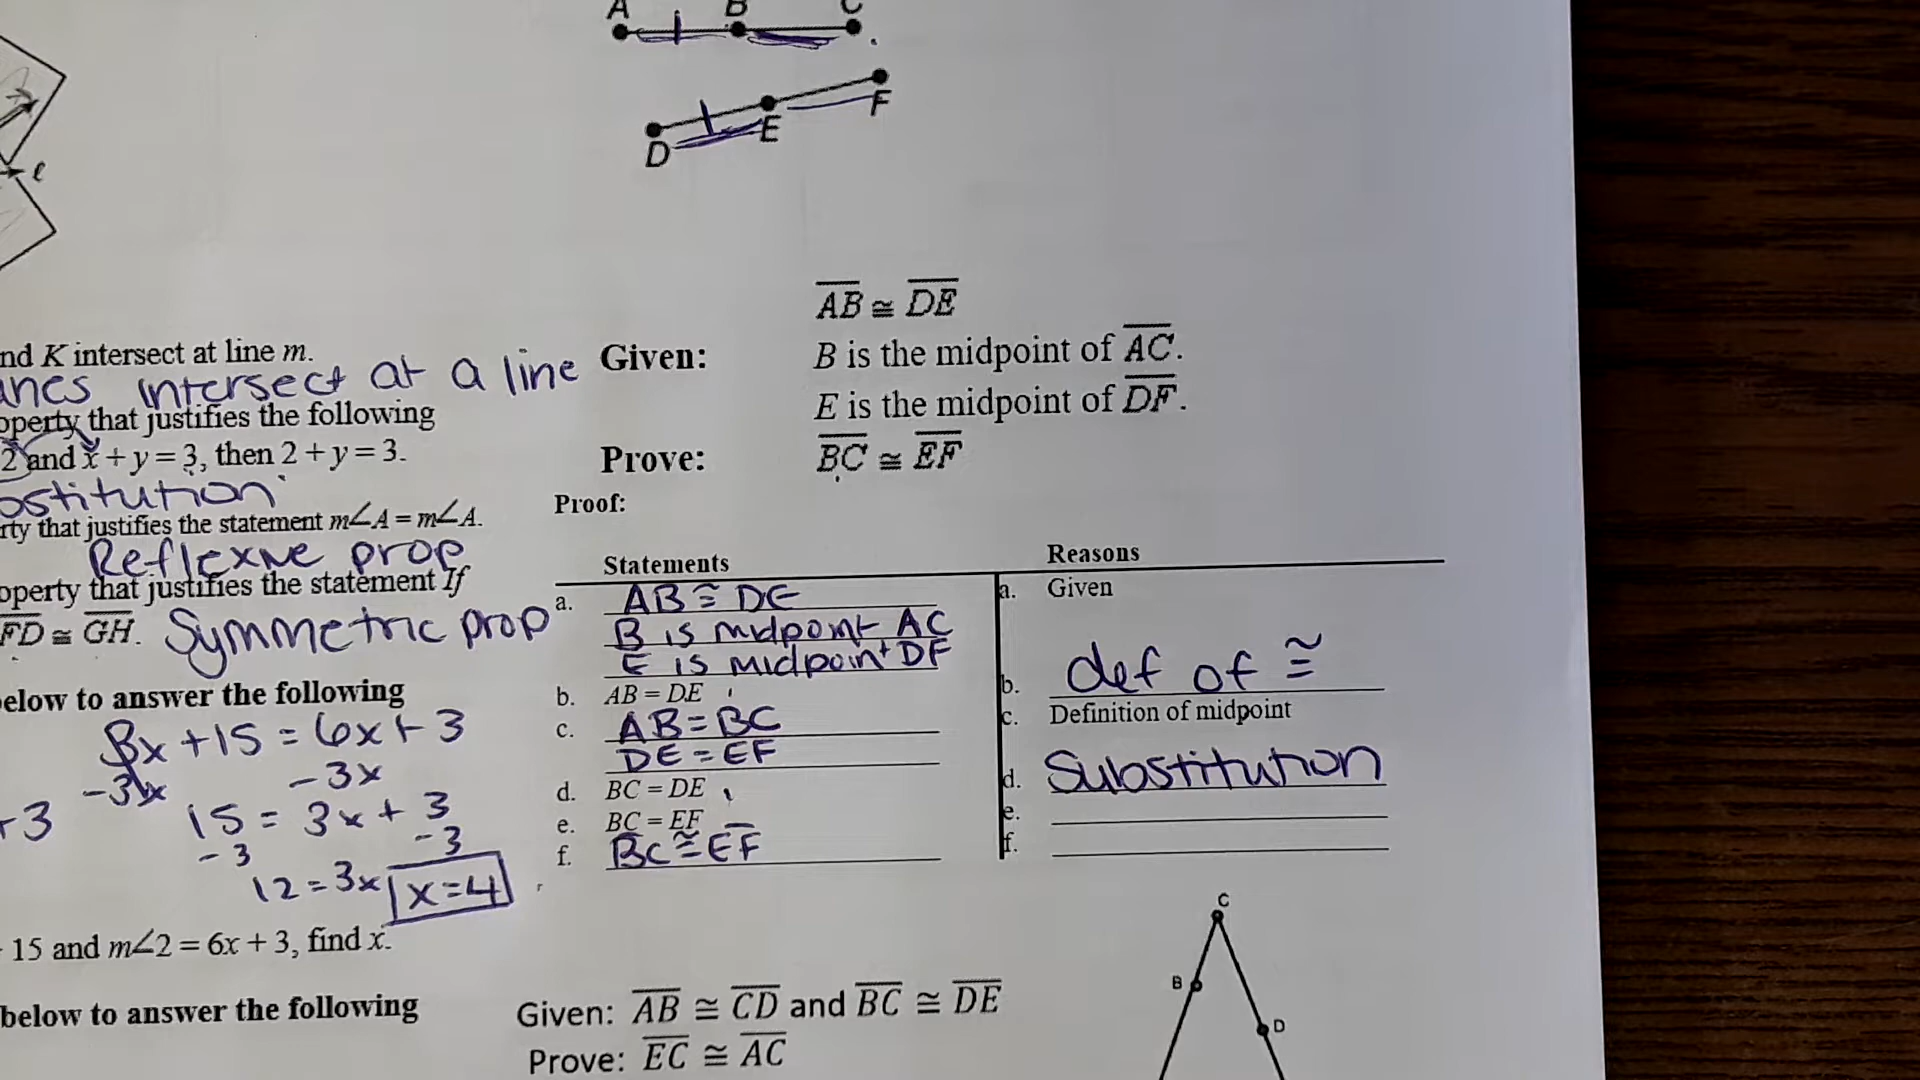 A B C
D E F
l
AB ≅ DE
nd K intersect at line m.
anes intersect at a line
Given: B is the midpoint of AC.
E is the midpoint of DF.
operty that justifies the following
2 and x + y = 3, then 2 + y = 3.
Prove: BC ≅ EF
ostitution
Proof:
rty that justifies the statement m∠A = m∠A.
Reflexive prop
Statements Reasons
operty that justifies the statement If
a. AB ≅ DE a. Given
FD ≅ GH. Symmetric prop
B is midpoint AC
E is midpoint DF
b. AB = DE b. def of ≅
elow to answer the following
c. AB = BC c. Definition of midpoint
3x + 15 = 6x + 3
DE = EF
-3x -3x
d. BC = DE d. Substitution
+3 15 = 3x + 3
e. BC = EF e.
-3 -3
f. BC ≅ EF f.
12 = 3x x = 4
C
15 and m∠2 = 6x + 3, find x.
B
Given: AB ≅ CD and BC ≅ DE
below to answer the following
D
Prove: EC ≅ AC